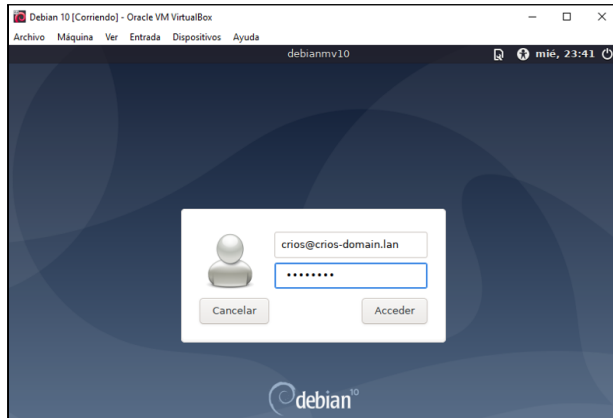 Debian 10 [Corriendo] - Oracle VM VirtualBox
Archivo Máquina Ver Entrada Dispositivos Ayuda
debianmv10 mié, 23:41
crios@crios-domain.lan
••••••••
Cancelar Acceder
debian 10